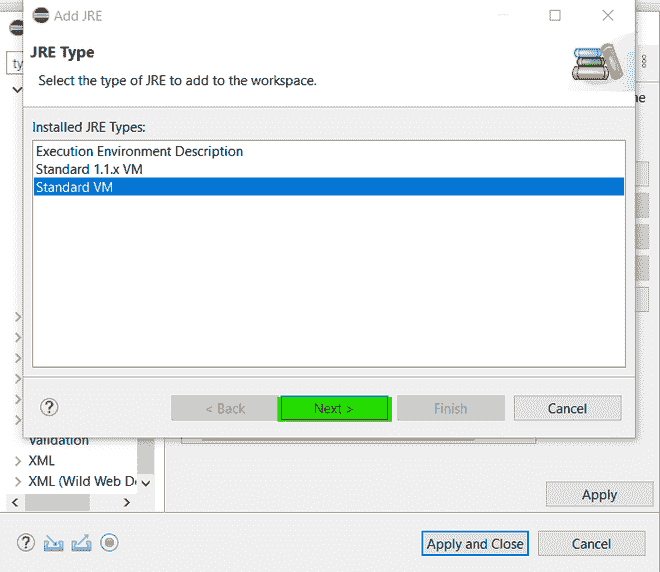 Add JRE
JRE Type
Select the type of JRE to add to the workspace.
Installed JRE Types:
Execution Environment Description
Standard 1.1.x VM
Standard VM
< Back
Next >
Finish
Cancel
Validation
XML
XML (Wild Web De
Apply
Apply and Close
Cancel